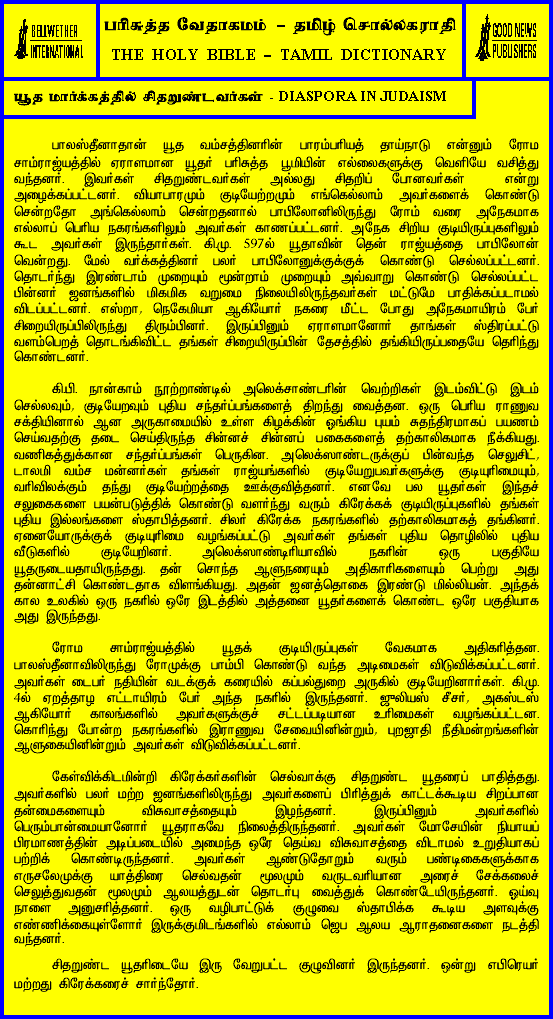 BELLWETHER
INTERNATIONAL
பரிசுத்த வேதாகமம் – தமிழ் சொல்லகராதி
THE HOLY BIBLE – TAMIL DICTIONARY
GOOD NEWS
PUBLISHERS
யூத மார்க்கத்தில் சிதறுண்டவர்கள் - DIASPORA IN JUDAISM
பாலஸ்தீனாதான் யூத வம்சத்தினரின் பாரம்பரியத் தாய்நாடு என்னும் ரோம
சாம்ராஜ்யத்தில் ஏராளமான யூதர் பரிசுத்த பூமியின் எல்லைகளுக்கு வெளியே வசித்து
வந்தனர். இவர்கள் சிதறுண்டவர்கள் அல்லது சிதறிப் போனவர்கள் என்று
அழைக்கப்பட்டனர். வியாபாரமும் குடியேற்றமும் எங்கெல்லாம் அவர்களைக் கொண்டு
சென்றதோ அங்கெல்லாம் சென்றதனால் பாபிலோனிலிருந்து ரோம் வரை அநேகமாக
எல்லாப் பெரிய நகரங்களிலும் அவர்கள் காணப்பட்டனர். அநேக சிறிய குடியிருப்புகளிலும்
கூட அவர்கள் இருந்தார்கள். கி.மு. 597ல் யூதாவின் தென் ராஜ்யத்தை பாபிலோன்
வென்றது. மேல் வர்க்கத்தினர் பலர் பாபிலோனுக்குக்குக் கொண்டு செல்லப்பட்டனர்.
தொடர்ந்து இரண்டாம் முறையும் மூன்றாம் முறையும் அவ்வாறு கொண்டு செல்லப்பட்ட
பின்னர் ஜனங்களில் மிகமிக வறுமை நிலையிலிருந்தவர்கள் மட்டுமே பாதிக்கப்படாமல்
விடப்பட்டனர். எஸ்றா, நெகேமியா ஆகியோர் நகரை மீட்ட போது அநேகமாயிரம் பேர்
சிறையிருப்பிலிருந்து திரும்பினர். இருப்பினும் ஏராளமானோர் தாங்கள் ஸ்திரப்பட்டு
வளம்பெறத் தொடங்கிவிட்ட தங்கள் சிறையிருப்பின் தேசத்தில் தங்கியிருப்பதையே தெரிந்து
கொண்டனர்.
கி.பி. நான்காம் நூற்றாண்டில் அலெக்சாண்டரின் வெற்றிகள் இடம்விட்டு இடம்
செல்லவும், குடியேறவும் புதிய சந்தர்ப்பங்களைத் திறந்து வைத்தன. ஒரு பெரிய ராணுவ
சக்தியினால் ஆன அருகாமையில் உள்ள கிழக்கின் ஓங்கிய புயம் சுதந்திரமாகப் பயணம்
செய்வதற்கு தடை செய்திருந்த சின்னச் சின்னப் பகைகளைத் தற்காலிகமாக நீக்கியது.
வணிகத்துக்கான சந்தர்ப்பங்கள் பெருகின. அலெக்ஸாண்டருக்குப் பின்வந்த செலுசிட்,
டாலமி வம்ச மன்னர்கள் தங்கள் ராஜ்யங்களில் குடியேறுபவர்களுக்கு குடியுரிமையும்,
வரிவிலக்கும் தந்து குடியேற்றத்தை ஊக்குவித்தனர். எனவே பல யூதர்கள் இந்தச்
சலுகைகளை பயன்படுத்திக் கொண்டு வளர்ந்து வரும் கிரேக்கக் குடியிருப்புகளில் தங்கள்
புதிய இல்லங்களை ஸ்தாபித்தனர். சிலர் கிரேக்க நகரங்களில் தற்காலிகமாகத் தங்கினர்.
ஏனையோருக்குக் குடியுரிமை வழங்கப்பட்டு அவர்கள் தங்கள் புதிய தொழிலில் புதிய
வீடுகளில் குடியேறினர். அலெக்ஸாண்டிரியாவில் நகரின் ஒரு பகுதியே
யூதருடையதாயிருந்தது. தன் சொந்த ஆளுநரையும் அதிகாரிகளையும் பெற்று அது
தன்னாட்சி கொண்டதாக விளங்கியது. அதன் ஜனத்தொகை இரண்டு மில்லியன். அந்தக்
கால உலகில் ஒரு நகரில் ஒரே இடத்தில் அத்தனை யூதர்களைக் கொண்ட ஒரே பகுதியாக
அது இருந்தது.
ரோம சாம்ராஜ்யத்தில் யூதக் குடியிருப்புகள் வேகமாக அதிகரித்தன.
பாலஸ்தீனாவிலிருந்து ரோமுக்கு பாம்பி கொண்டு வந்த அடிமைகள் விடுவிக்கப்பட்டனர்.
அவர்கள் டைபர் நதியின் வடக்குக் கரையில் கப்பல்துறை அருகில் குடியேறினார்கள். கி.மு.
4ல் ஏறத்தாழ எட்டாயிரம் பேர் அந்த நகரில் இருந்தனர். ஜுலியஸ் சீசர், அகஸ்டஸ்
ஆகியோர் காலங்களில் அவர்களுக்குச் சட்டப்படியான உரிமைகள் வழங்கப்பட்டன.
கொரிந்து போன்ற நகரங்களில் இராணுவ சேவையினின்றும், புறஜாதி நீதிமன்றங்களின்
ஆளுகையினின்றும் அவர்கள் விடுவிக்கப்பட்டனர்.
கேள்விக்கிடமின்றி கிரேக்கர்களின் செல்வாக்கு சிதறுண்ட யூதரைப் பாதித்தது.
அவர்களில் பலர் மற்ற ஜனங்களிலிருந்து அவர்களைப் பிரித்துக் காட்டக்கூடிய சிறப்பான
தன்மைகளையும் விசுவாசத்தையும் இழந்தனர். இருப்பினும் அவர்களில்
பெரும்பான்மையானோர் யூதராகவே நிலைத்திருந்தனர். அவர்கள் மோசேயின் நியாயப்
பிரமாணத்தின் அடிப்படையில் அமைந்த ஒரே தெய்வ விசுவாசத்தை விடாமல் உறுதியாகப்
பற்றிக் கொண்டிருந்தனர். அவர்கள் ஆண்டுதோறும் வரும் பண்டிகைகளுக்காக
எருசலேமுக்கு யாத்திரை செல்வதன் மூலமும் வருடவரியான அரைச் சேக்கலைச்
செலுத்துவதன் மூலமும் ஆலயத்துடன் தொடர்பு வைத்துக் கொண்டேயிருந்தனர். ஓய்வு
நாளை அனுசரித்தனர். ஒரு வழிபாட்டுக் குழுவை ஸ்தாபிக்க கூடிய அளவுக்கு
எண்ணிக்கையுள்ளோர் இருக்குமிடங்களில் எல்லாம் ஜெப ஆலய ஆராதனைகளை நடத்தி
வந்தனர்.
சிதறுண்ட யூதரிடையே இரு வேறுபட்ட குழுவினர் இருந்தனர். ஒன்று எபிரெயர்
மற்றது கிரேக்கரைச் சார்ந்தோர்.